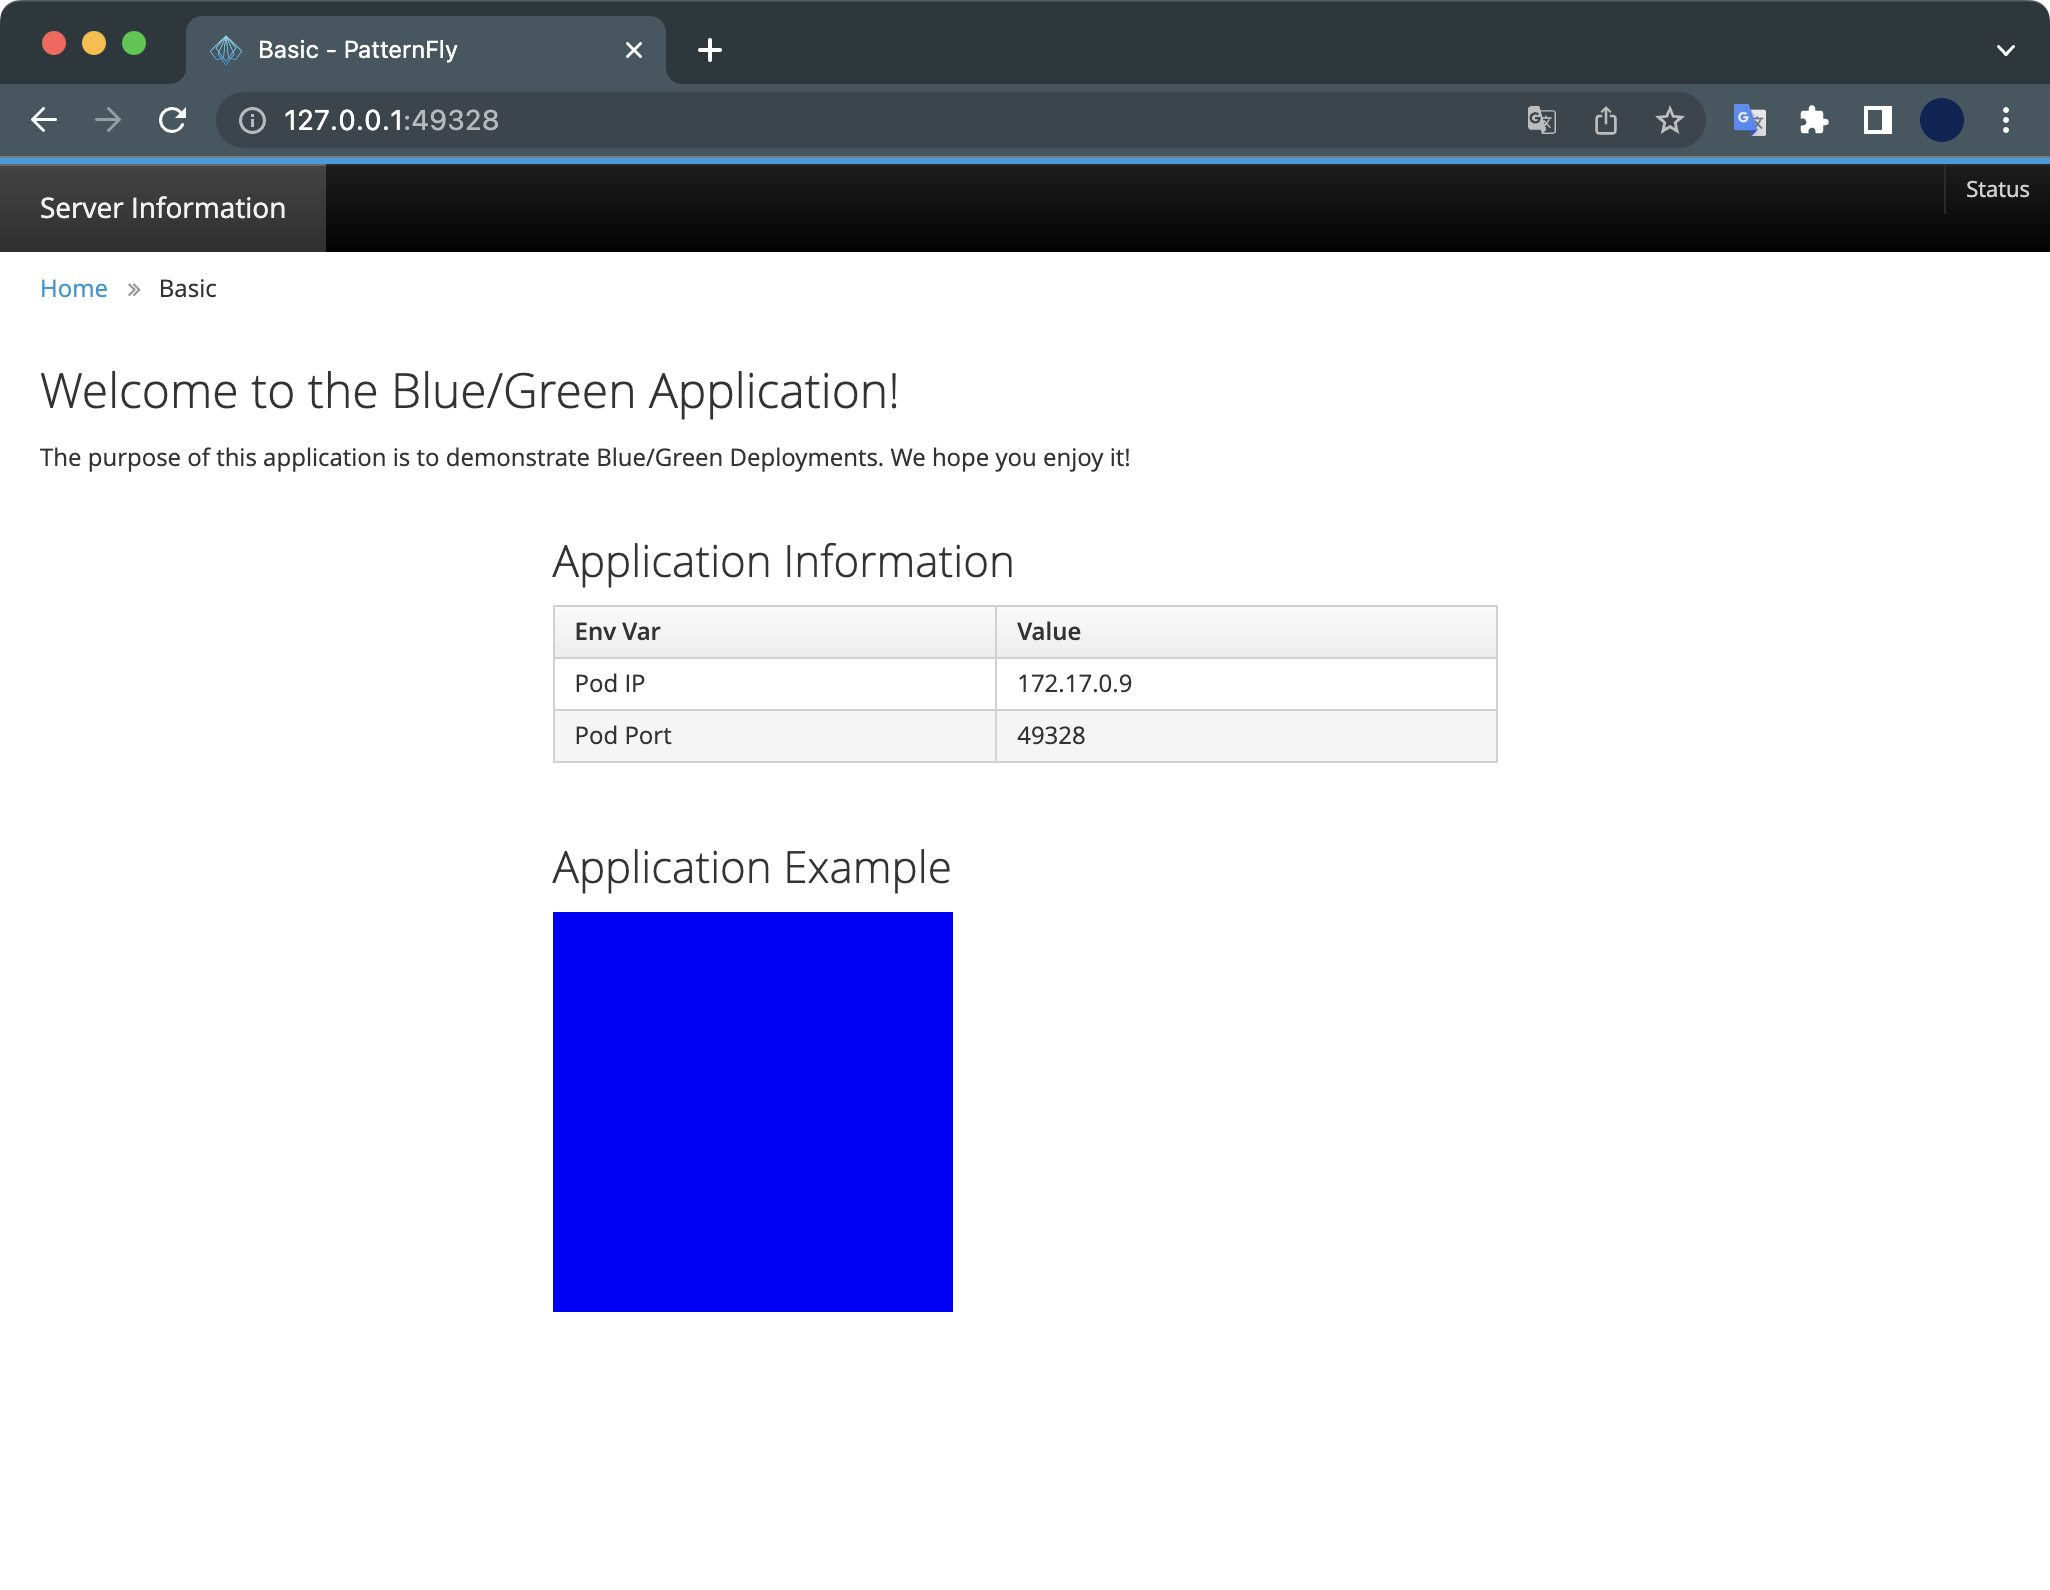 Basic - PatternFly
127.0.0.1:49328
Server Information
Status
Home » Basic
Welcome to the Blue/Green Application!
The purpose of this application is to demonstrate Blue/Green Deployments. We hope you enjoy it!
Application Information
Env Var Value
Pod IP 172.17.0.9
Pod Port 49328
Application Example